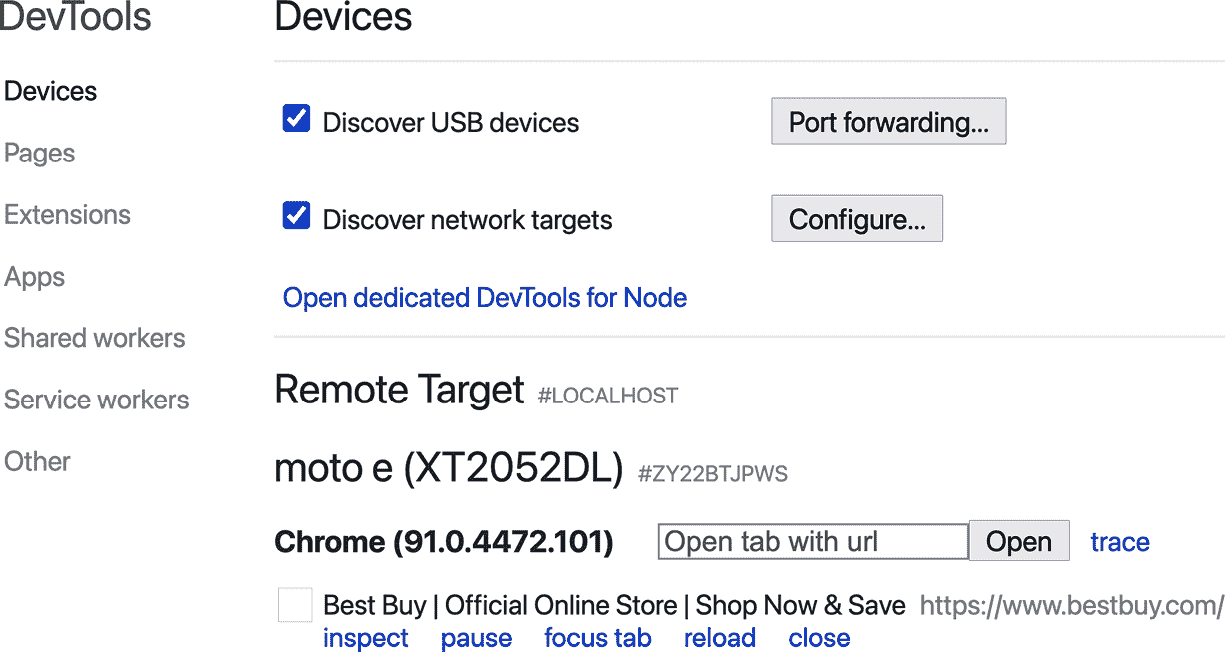 DevTools
Devices
Pages
Extensions
Apps
Shared workers
Service workers
Other
Devices
Discover USB devices Port forwarding...
Discover network targets Configure...
Open dedicated DevTools for Node
Remote Target #LOCALHOST
moto e (XT2052DL) #ZY22BTJPWS
Chrome (91.0.4472.101) Open tab with url Open trace
Best Buy | Official Online Store | Shop Now & Save https://www.bestbuy.com/
inspect pause focus tab reload close